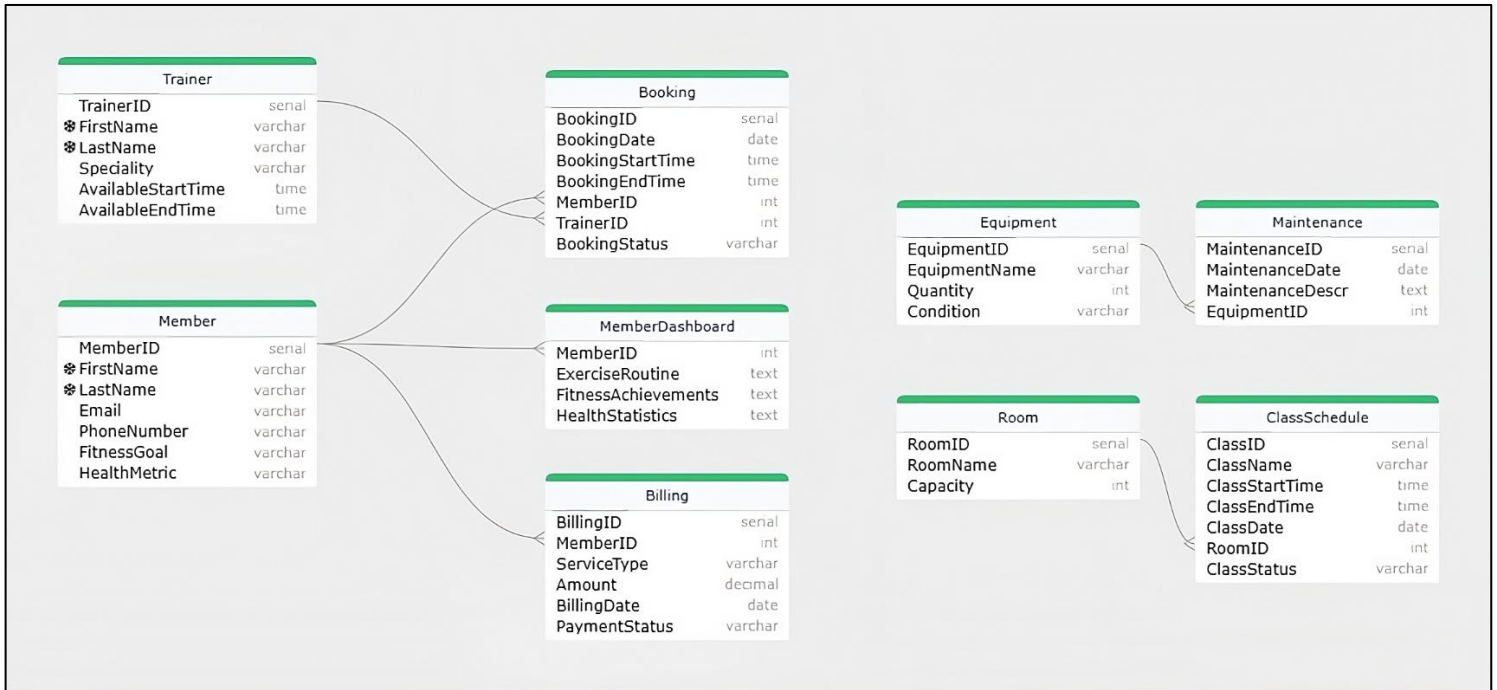 Trainer
TrainerID serial
❄ FirstName varchar
❄ LastName varchar
Speciality varchar
AvailableStartTime time
AvailableEndTime time
Booking
BookingID serial
BookingDate date
BookingStartTime time
BookingEndTime time
MemberID int
TrainerID int
BookingStatus varchar
Equipment
EquipmentID serial
EquipmentName varchar
Quantity int
Condition varchar
Maintenance
MaintenanceID serial
MaintenanceDate date
MaintenanceDescr text
EquipmentID int
Member
MemberID serial
❄ FirstName varchar
❄ LastName varchar
Email varchar
PhoneNumber varchar
FitnessGoal varchar
HealthMetric varchar
MemberDashboard
MemberID int
ExerciseRoutine text
FitnessAchievements text
HealthStatistics text
Room
RoomID serial
RoomName varchar
Capacity int
ClassSchedule
ClassID serial
ClassName varchar
ClassStartTime time
ClassEndTime time
ClassDate date
RoomID int
ClassStatus varchar
Billing
BillingID serial
MemberID int
ServiceType varchar
Amount decimal
BillingDate date
PaymentStatus varchar